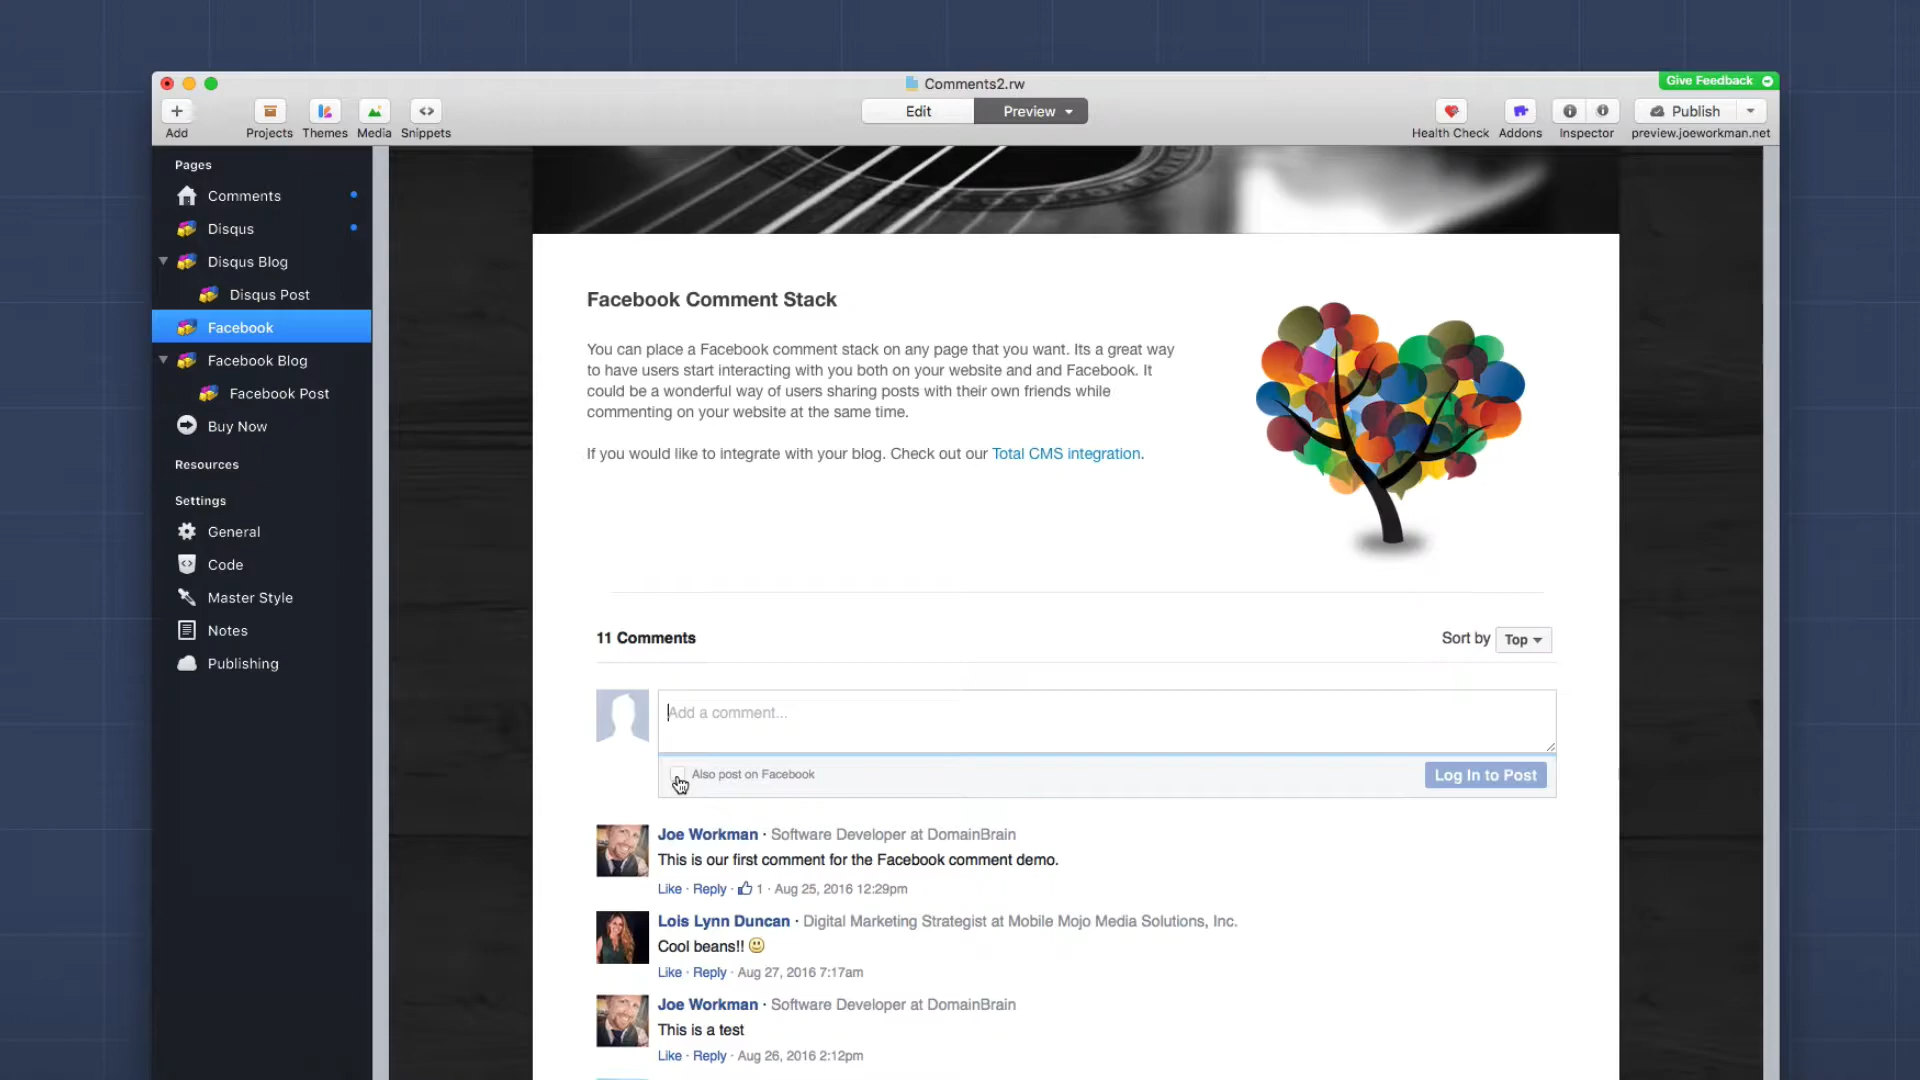 Comments2.rw
Give Feedback
Add
Projects
Themes
Media
Snippets
Edit
Preview
Health Check
Addons
Inspector
Publish
preview.joeworkman.net
Pages
Comments
Disqus
Disqus Blog
Disqus Post
Facebook
Facebook Blog
Facebook Post
Buy Now
Resources
Settings
General
Code
Master Style
Notes
Publishing
Facebook Comment Stack
You can place a Facebook comment stack on any page that you want. Its a great way
to have users start interacting with you both on your website and and Facebook. It
could be a wonderful way of users sharing posts with their own friends while
commenting on your website at the same time.
If you would like to integrate with your blog. Check out our Total CMS integration.
11 Comments
Sort by Top
Add a comment...
Also post on Facebook
Log In to Post
Joe Workman · Software Developer at DomainBrain
This is our first comment for the Facebook comment demo.
Like · Reply · 1 · Aug 25, 2016 12:29pm
Lois Lynn Duncan · Digital Marketing Strategist at Mobile Mojo Media Solutions, Inc.
Cool beans!!
Like · Reply · Aug 27, 2016 7:17am
Joe Workman · Software Developer at DomainBrain
This is a test
Like · Reply · Aug 26, 2016 2:12pm